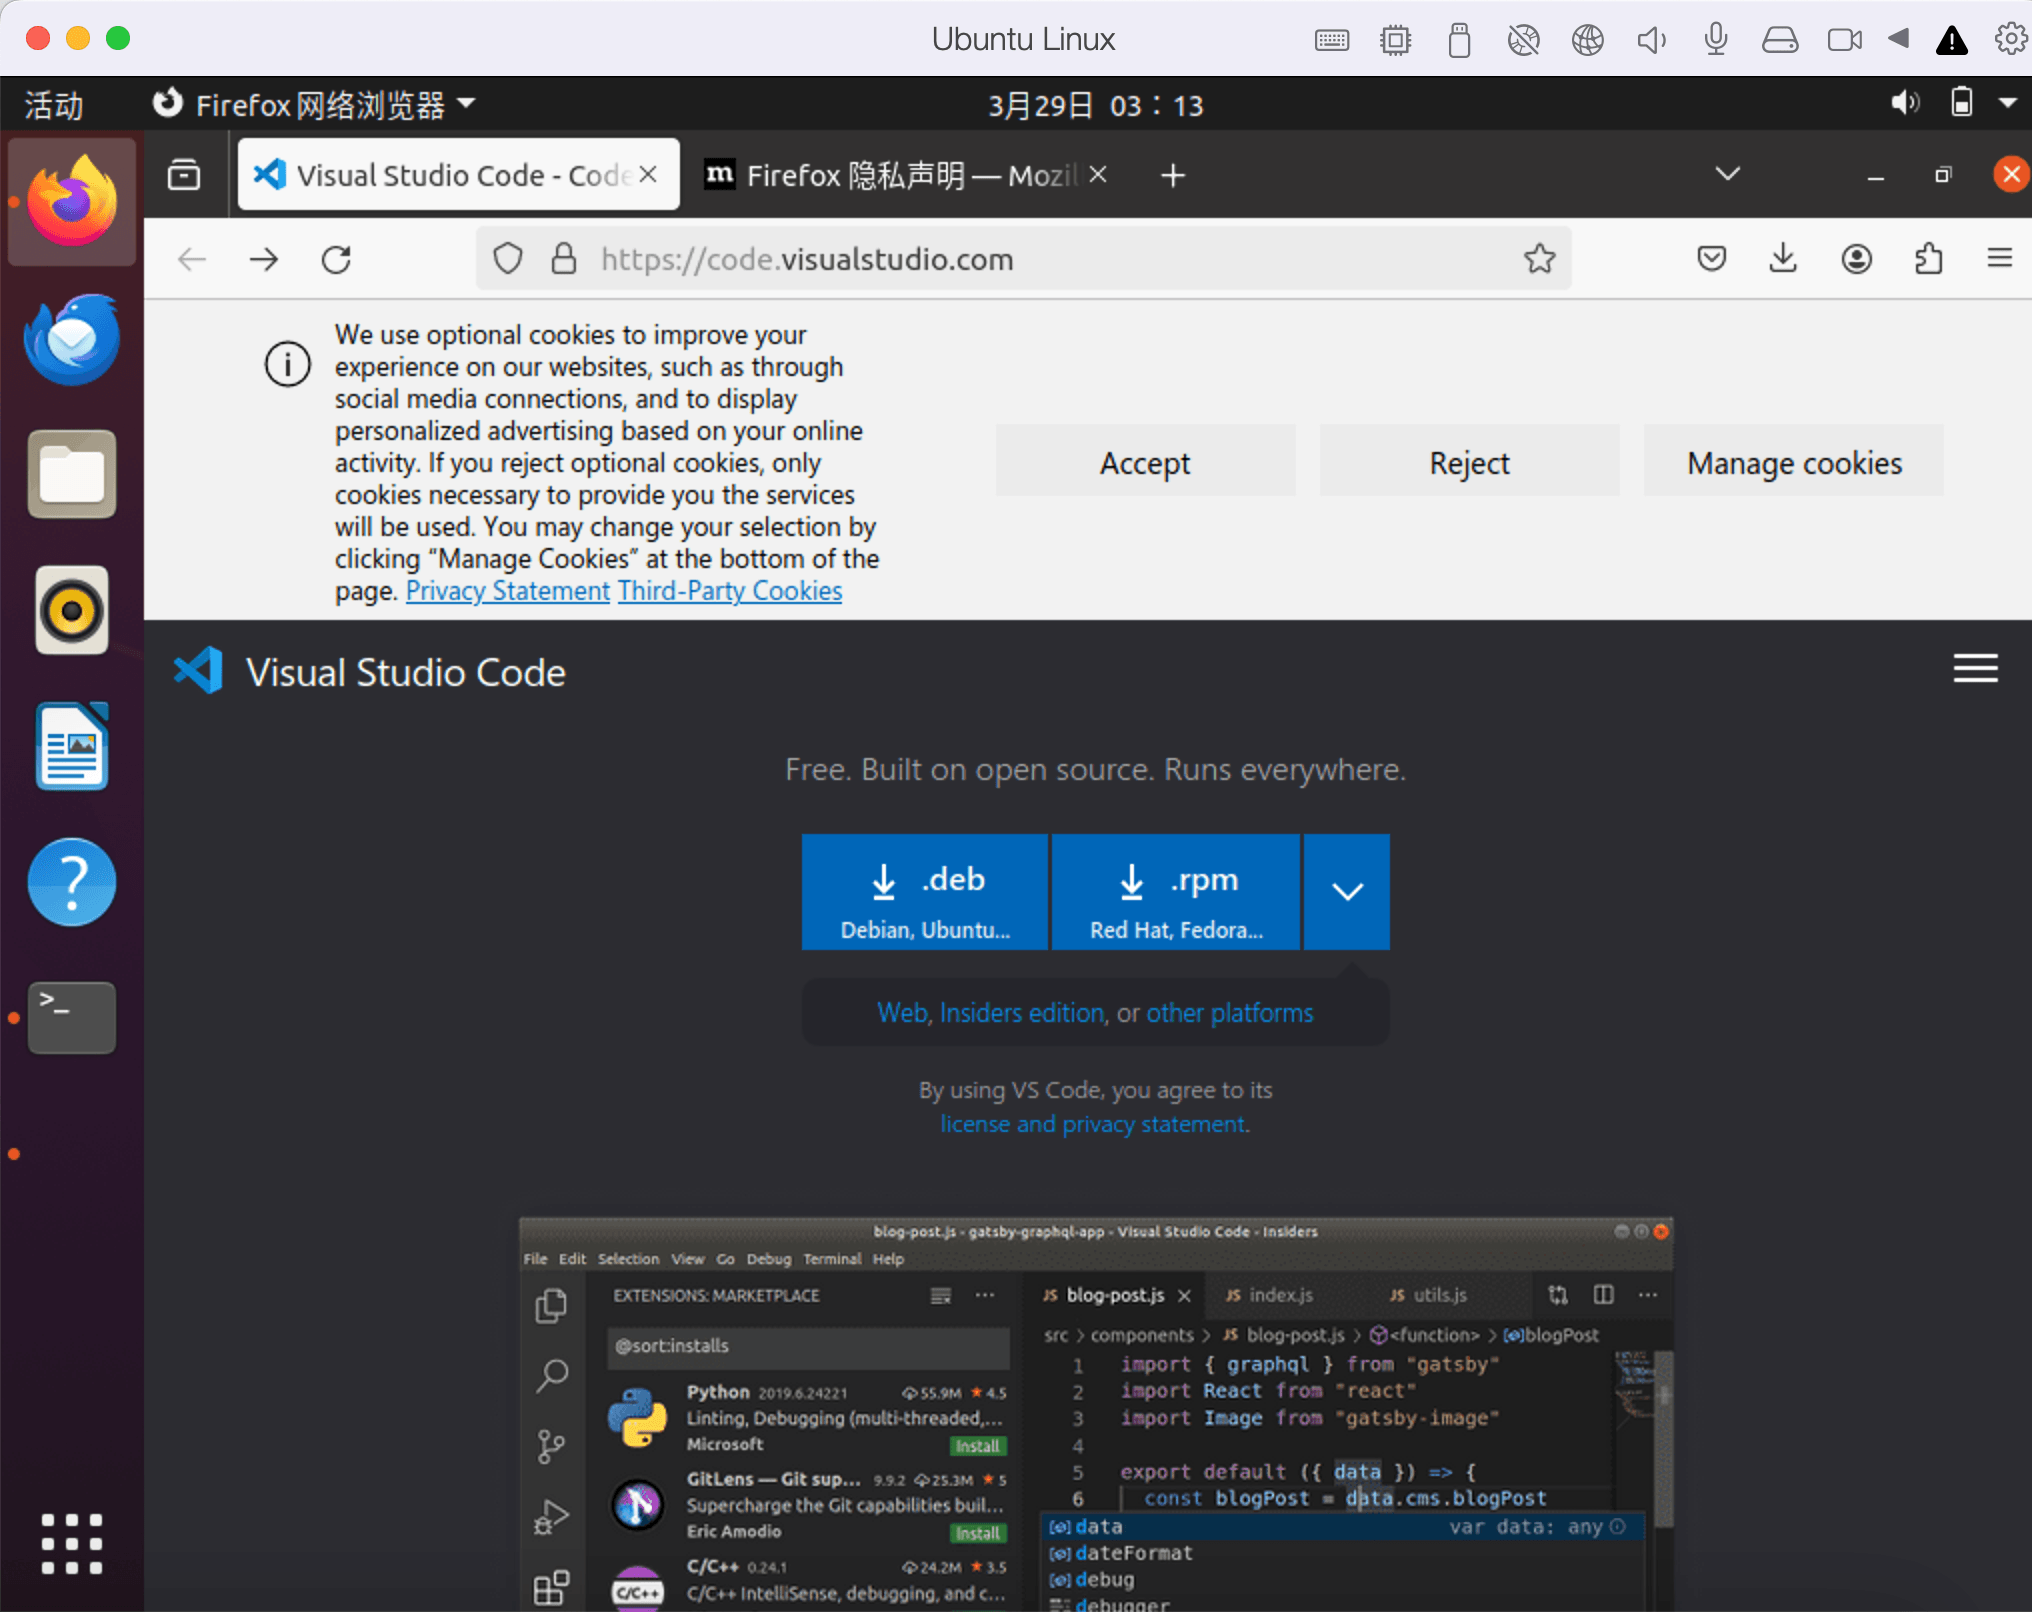 Ubuntu Linux
活动
Firefox 网络浏览器
3月29日 03：13
Visual Studio Code - Code
Firefox 隐私声明 — Mozil
https://code.visualstudio.com
We use optional cookies to improve your
experience on our websites, such as through
social media connections, and to display
personalized advertising based on your online
activity. If you reject optional cookies, only
cookies necessary to provide you the services
will be used. You may change your selection by
clicking “Manage Cookies” at the bottom of the
page. Privacy Statement Third-Party Cookies
Accept
Reject
Manage cookies
Visual Studio Code
Free. Built on open source. Runs everywhere.
.deb
Debian, Ubuntu...
.rpm
Red Hat, Fedora...
Web, Insiders edition, or other platforms
By using VS Code, you agree to its
license and privacy statement.
blog-post.js - gatsby-graphql-app - Visual Studio Code - Insiders
File Edit Selection View Go Debug Terminal Help
EXTENSIONS: MARKETPLACE
@sort:installs
Python 2019.6.24221 55.9M 4.5
Linting, Debugging (multi-threaded,...
Microsoft Install
GitLens — Git sup... 9.9.2 25.3M 5
Supercharge the Git capabilities buil...
Eric Amodio Install
C/C++ 0.24.1 24.2M 3.5
C/C++ IntelliSense, debugging, and c...
C/C++
JS blog-post.js
JS index.js
JS utils.js
src > components > JS blog-post.js > <function> > blogPost
1 import { graphql } from "gatsby"
2 import React from "react"
3 import Image from "gatsby-image"
4
5 export default ({ data }) => {
6 const blogPost = data.cms.blogPost
data var data: any
dateFormat
debug
debugger